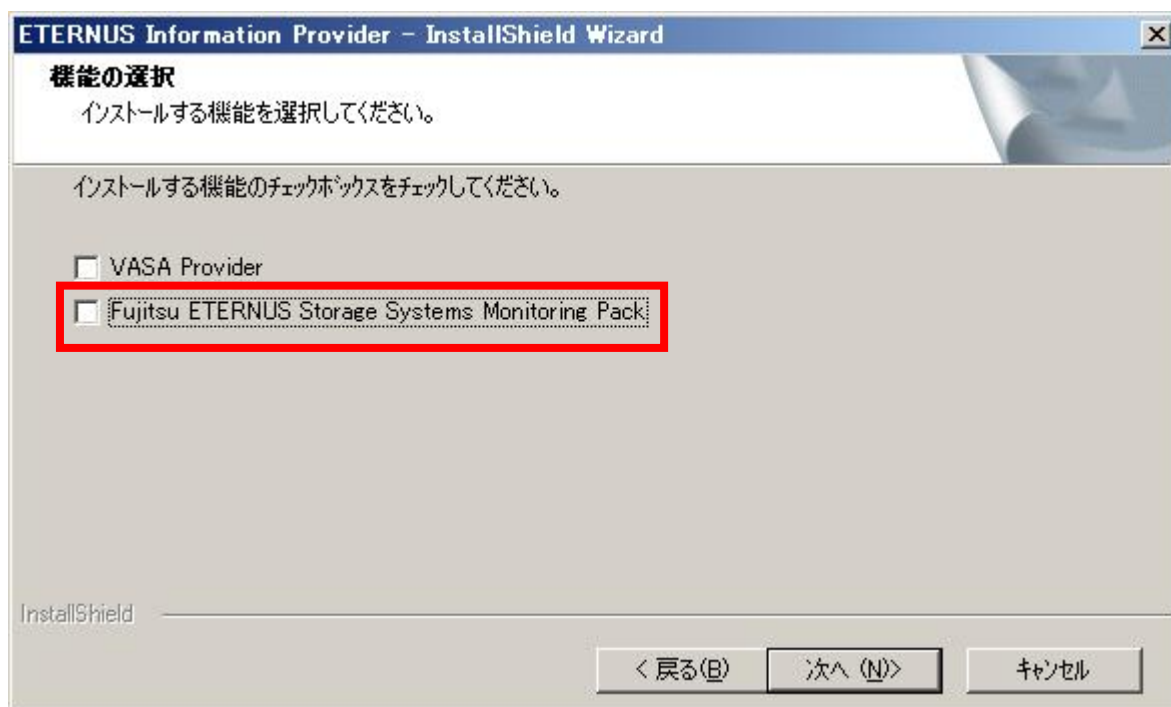 ETERNUS Information Provider - InstallShield Wizard
機能の選択
インストールする機能を選択してください。
インストールする機能のチェックボックスをチェックしてください。
VASA Provider
Fujitsu ETERNUS Storage Systems Monitoring Pack
InstallShield
< 戻る(B)
次へ (N)>
キャンセル